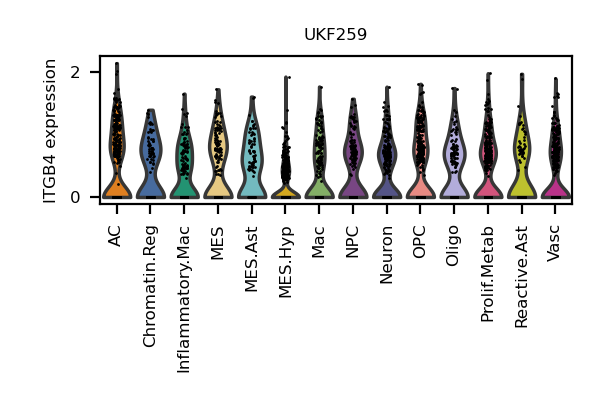 UKF259
ITGB4 expression
2
0
AC
Chromatin.Reg
Inflammatory.Mac
MES
MES.Ast
MES.Hyp
Mac
NPC
Neuron
OPC
Oligo
Prolif.Metab
Reactive.Ast
Vasc